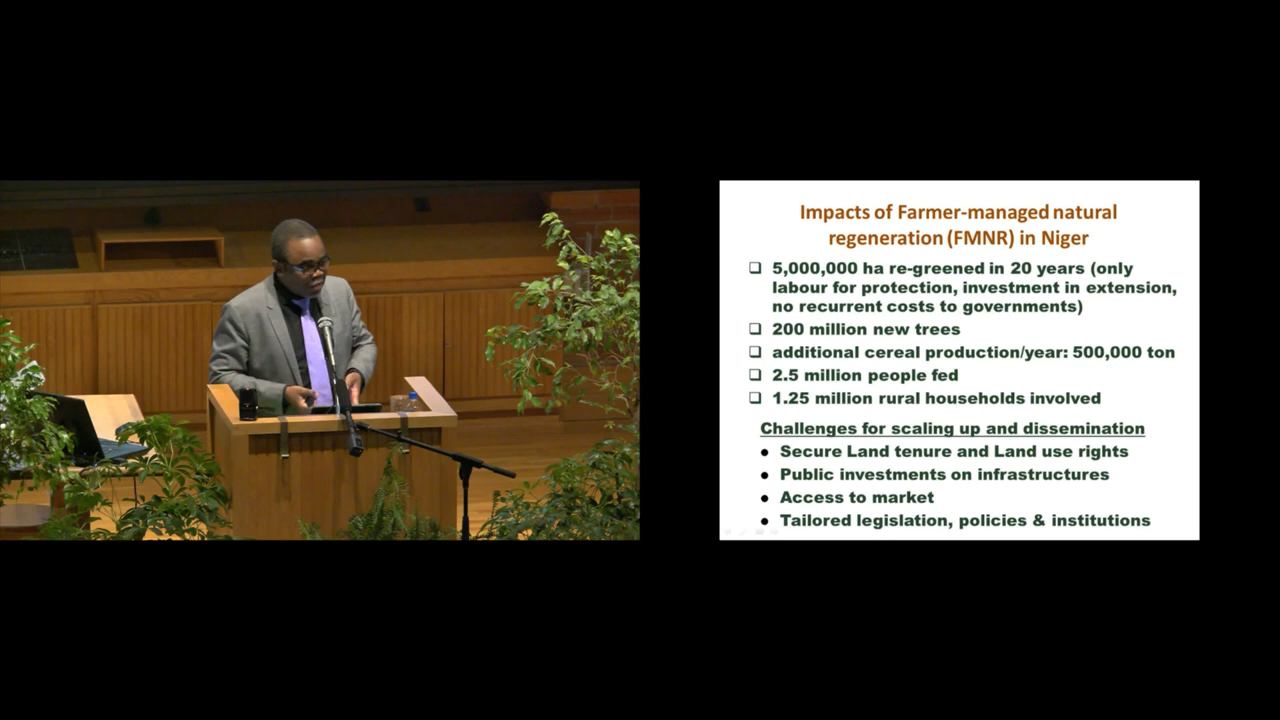 Impacts of Farmer-managed natural
regeneration (FMNR) in Niger
❑ 5,000,000 ha re-greened in 20 years (only
labour for protection, investment in extension,
no recurrent costs to governments)
❑ 200 million new trees
❑ additional cereal production/year: 500,000 ton
❑ 2.5 million people fed
❑ 1.25 million rural households involved
Challenges for scaling up and dissemination
● Secure Land tenure and Land use rights
● Public investments on infrastructures
● Access to market
● Tailored legislation, policies & institutions